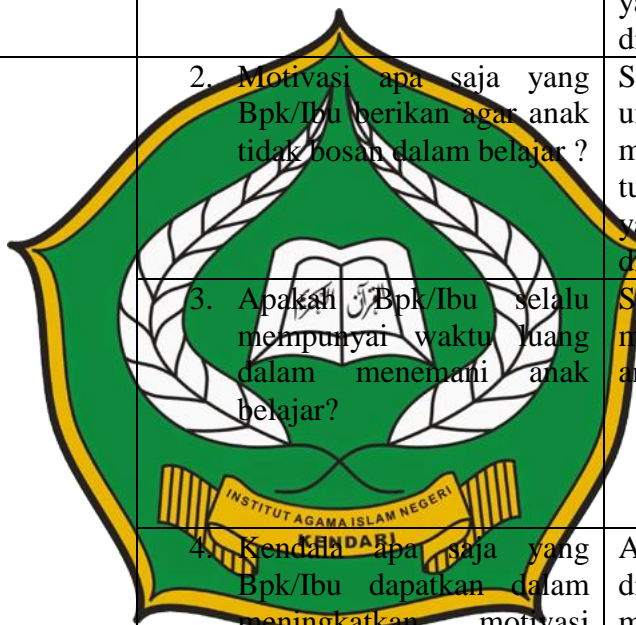 2. Motivasi apa saja yang
Bpk/Ibu berikan agar anak
tidak bosan dalam belajar ?
3. Apakah Bpk/Ibu selalu
mempunyai waktu luang
dalam menemani anak
belajar?
INSTITUT AGAMA ISLAM NEGERI
KENDARI
4. Kendala apa saja yang
Bpk/Ibu dapatkan dalam
meningkatkan motivasi